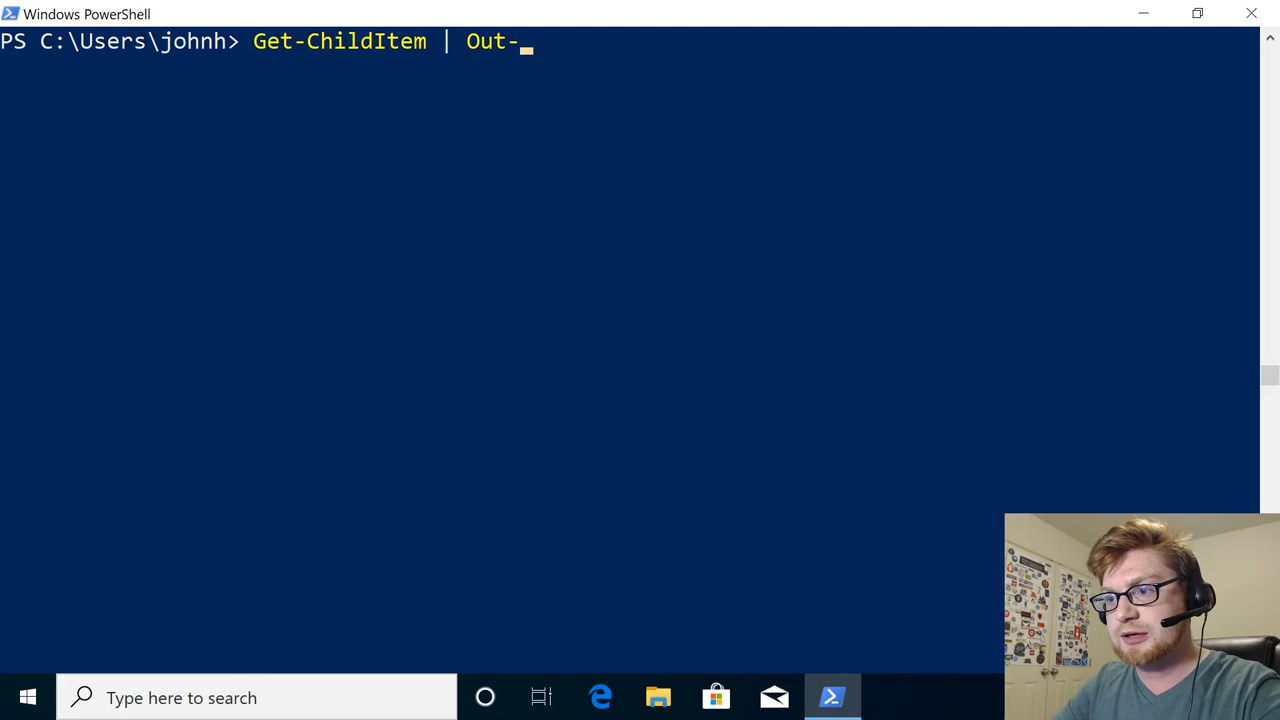 Windows PowerShell
PS C:\Users\johnh> Get-ChildItem | Out-
Type here to search